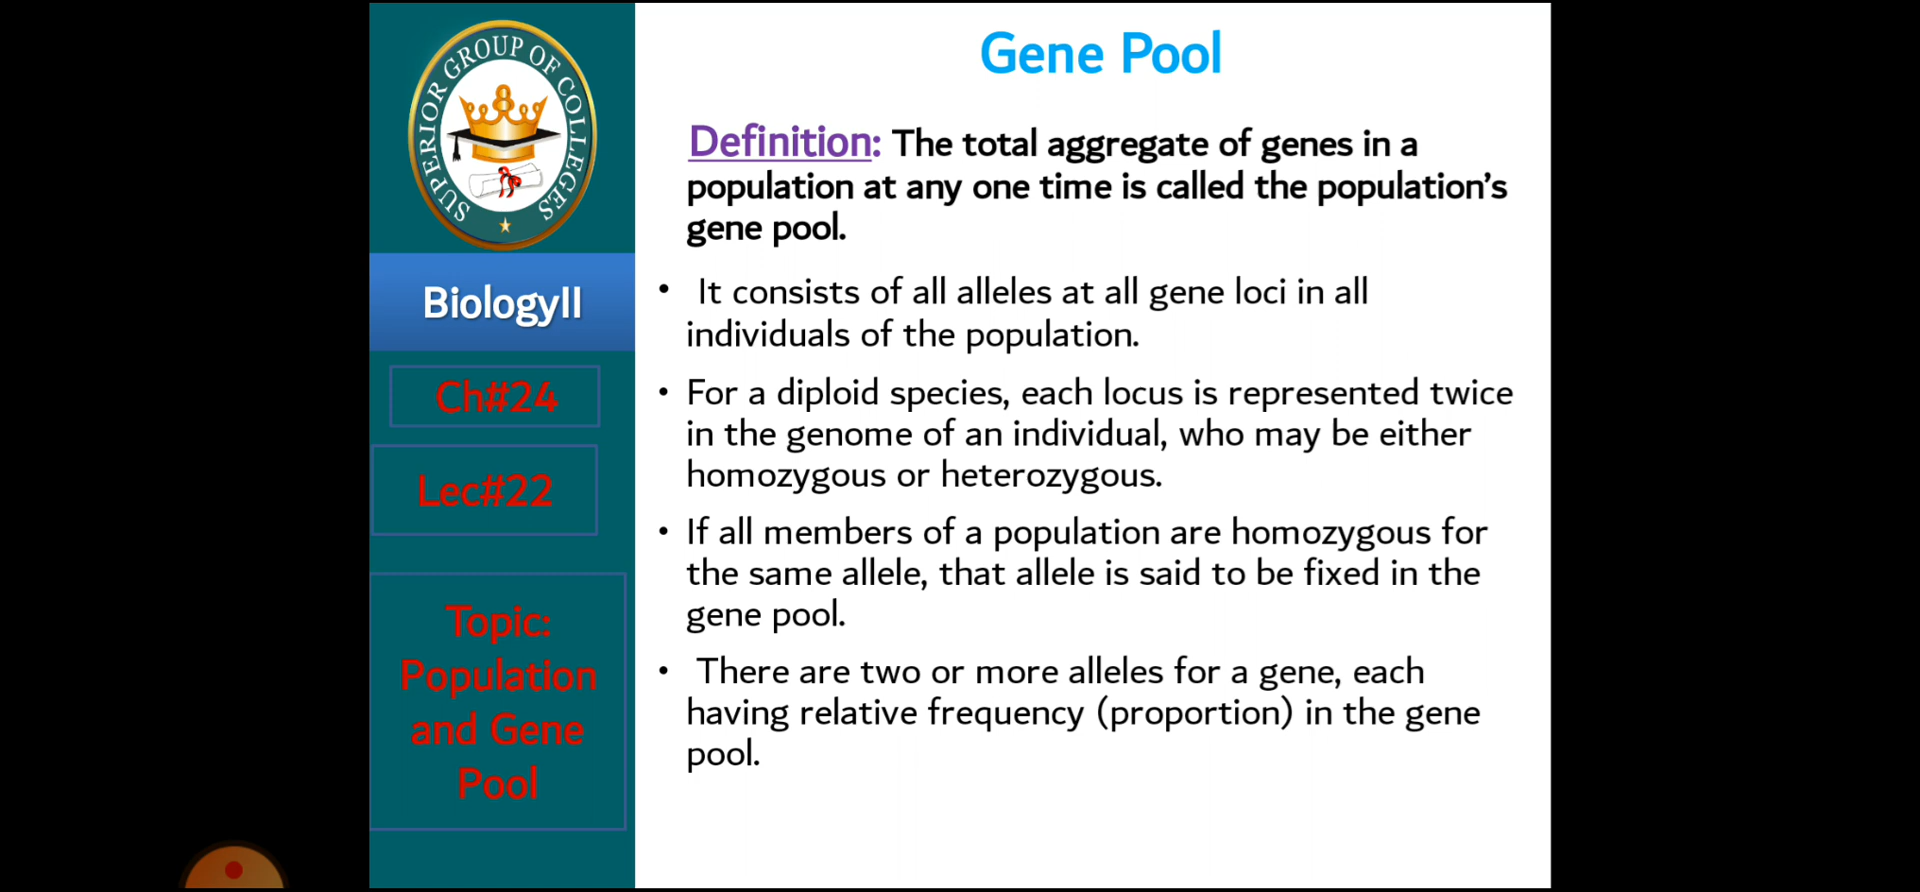 SUPERIOR GROUP OF COLLEGES
BiologyII
Ch#24
Lec#22
Topic:
Population
and Gene
Pool
Gene Pool
Definition: The total aggregate of genes in a
population at any one time is called the population’s
gene pool.
• It consists of all alleles at all gene loci in all
individuals of the population.
• For a diploid species, each locus is represented twice
in the genome of an individual, who may be either
homozygous or heterozygous.
• If all members of a population are homozygous for
the same allele, that allele is said to be fixed in the
gene pool.
• There are two or more alleles for a gene, each
having relative frequency (proportion) in the gene
pool.